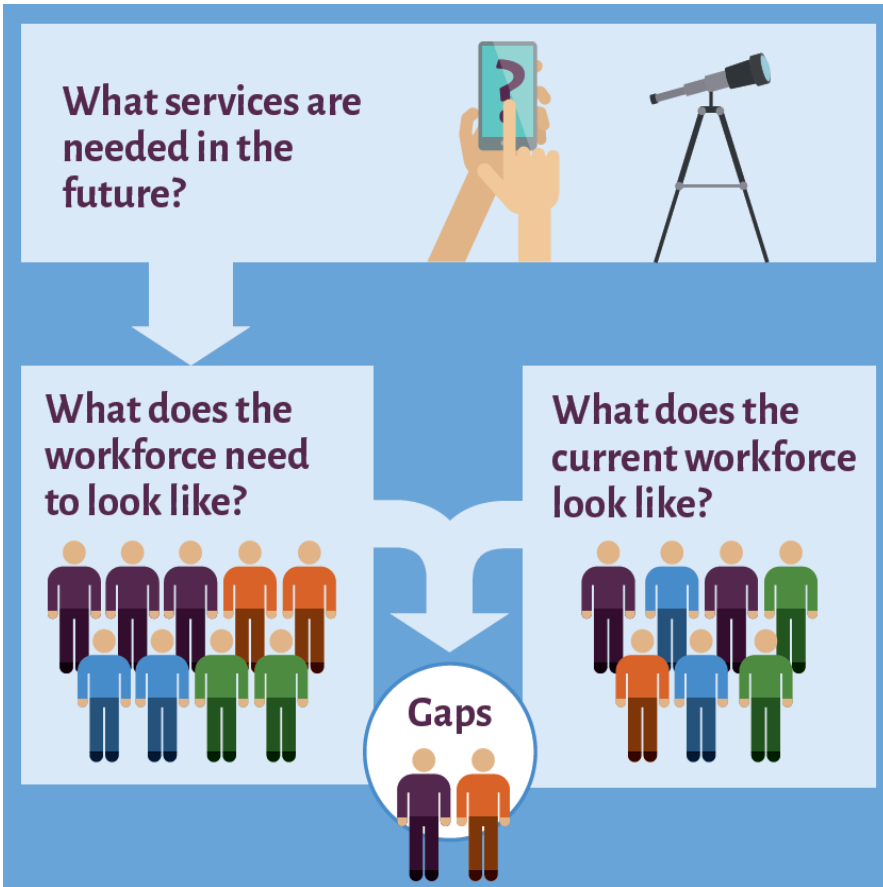 ?
What services are
needed in the
future?
What does the
workforce need
to look like?
What does the
current workforce
look like?
Gaps